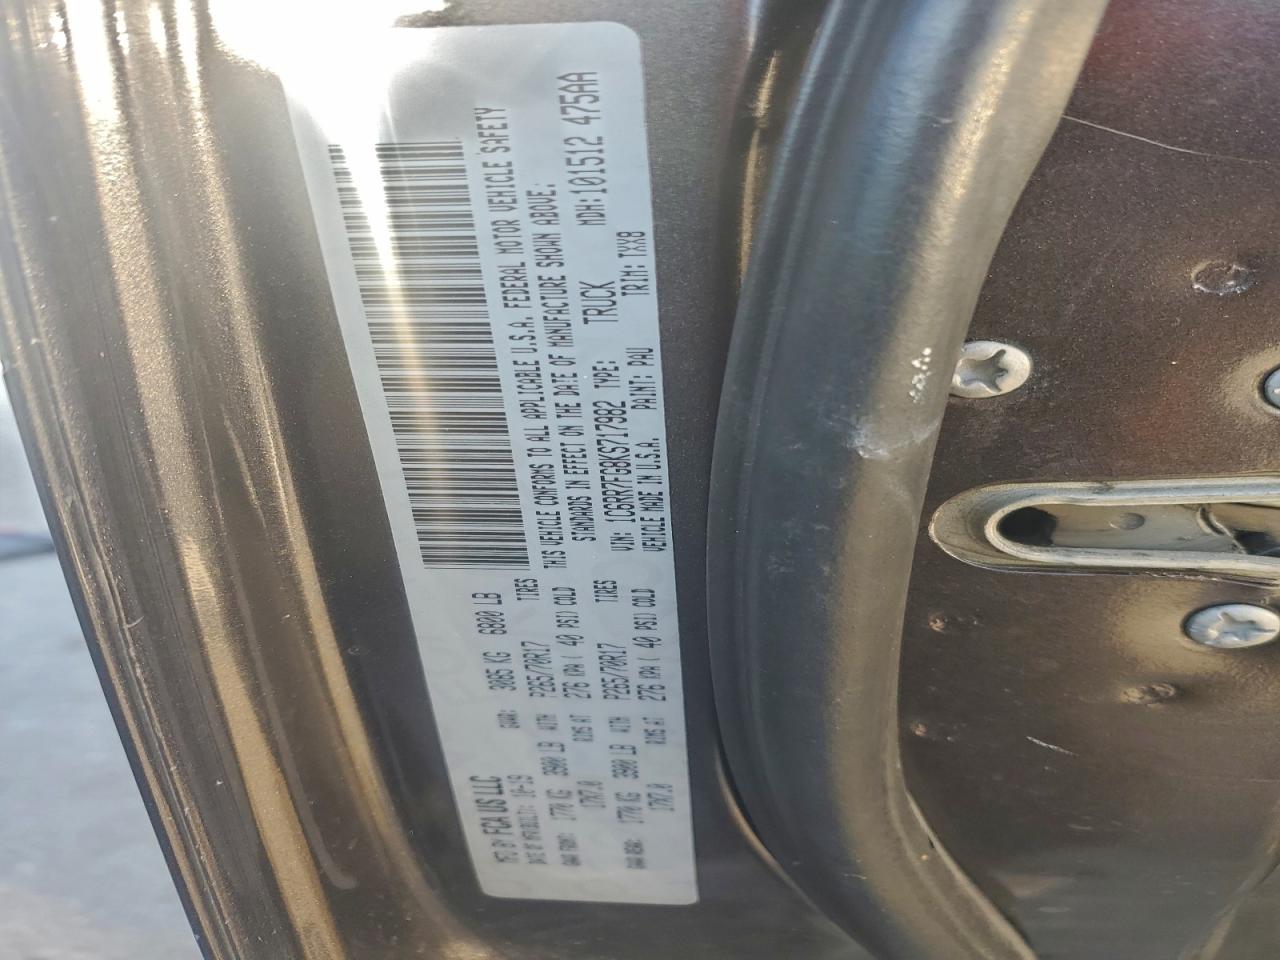 MFD BY FCA US LLC
DATE OF MFR/BUILT: 10-19 GVWR: 3085 KG 6800 LB
GAWR FRONT: 1770 KG 3900 LB WITH P265/70R17 TIRES
17X7.0 RIMS AT 276 KPA ( 40 PSI) COLD
GAWR REAR: 1770 KG 3900 LB WITH P265/70R17 TIRES
17X7.0 RIMS AT 276 KPA ( 40 PSI) COLD
THIS VEHICLE CONFORMS TO ALL APPLICABLE U.S.A. FEDERAL MOTOR VEHICLE SAFETY
STANDARDS IN EFFECT ON THE DATE OF MANUFACTURE SHOWN ABOVE.
VIN: 1C6RR7FG8KS717982 TYPE: TRUCK MDH: 101512 475AA
VEHICLE MADE IN U.S.A. PAINT: PAU TRIM: TXX8